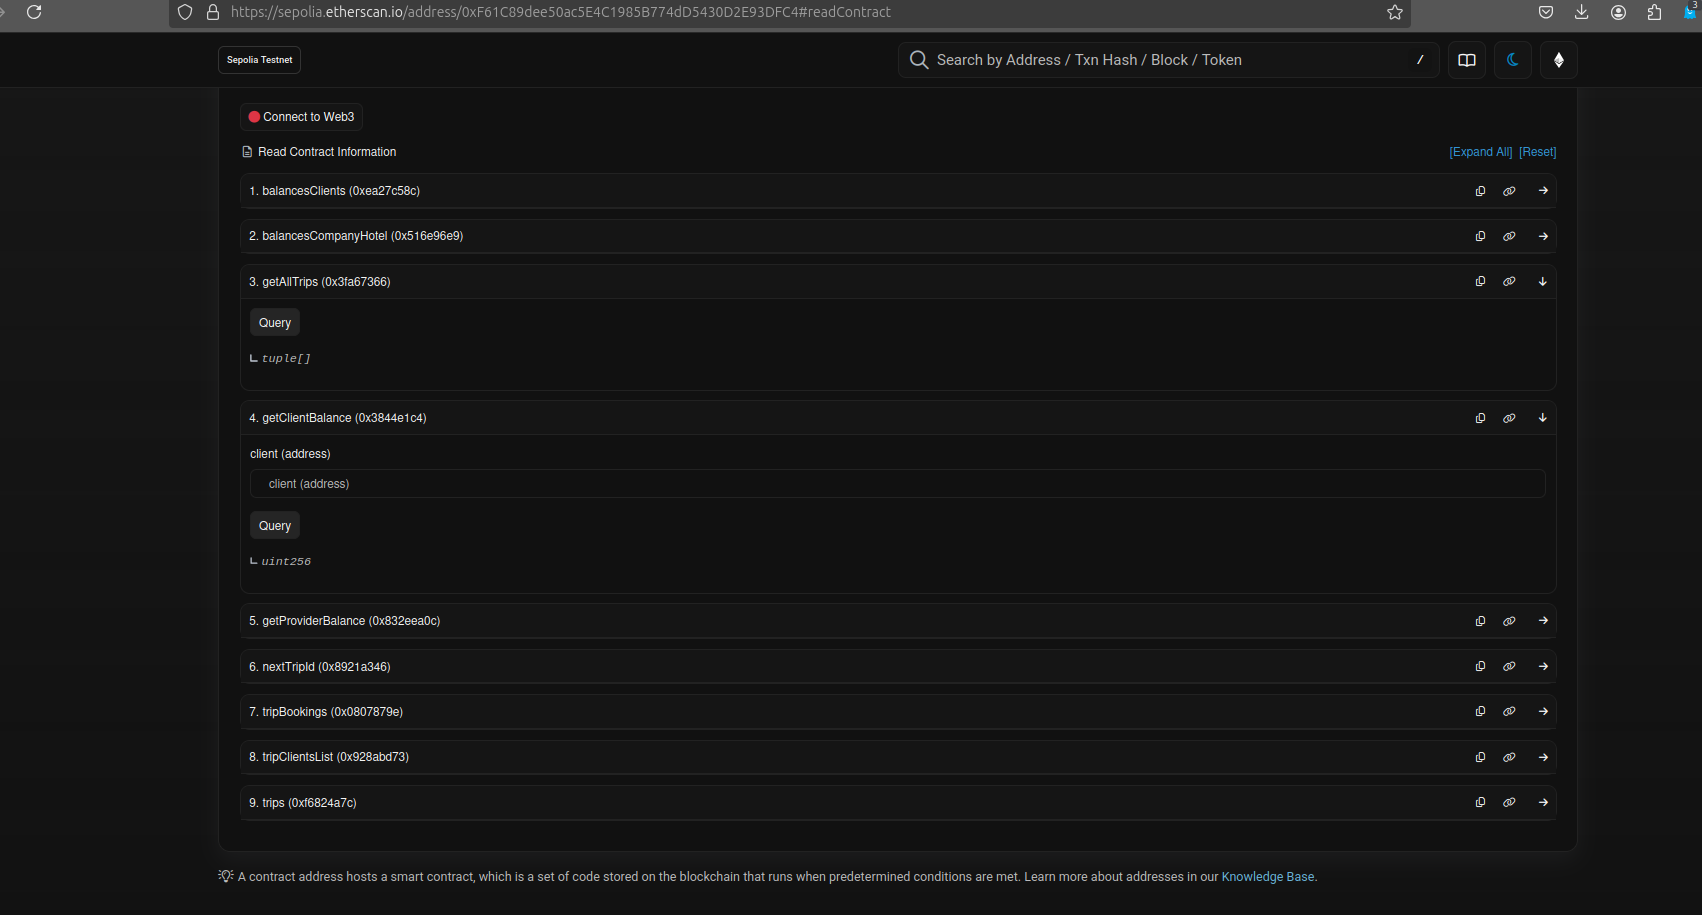 https://sepolia.etherscan.io/address/0xF61C89dee50ac5E4C1985B774dD5430D2E93DFC4#readContract
3
Sepolia Testnet
Search by Address / Txn Hash / Block / Token
/
Connect to Web3
Read Contract Information
[Expand All] [Reset]
1. balancesClients (0xea27c58c)
2. balancesCompanyHotel (0x516e96e9)
3. getAllTrips (0x3fa67366)
Query
tuple[]
4. getClientBalance (0x3844e1c4)
client (address)
client (address)
Query
uint256
5. getProviderBalance (0x832eea0c)
6. nextTripId (0x8921a346)
7. tripBookings (0x0807879e)
8. tripClientsList (0x928abd73)
9. trips (0xf6824a7c)
A contract address hosts a smart contract, which is a set of code stored on the blockchain that runs when predetermined conditions are met. Learn more about addresses in our Knowledge Base.